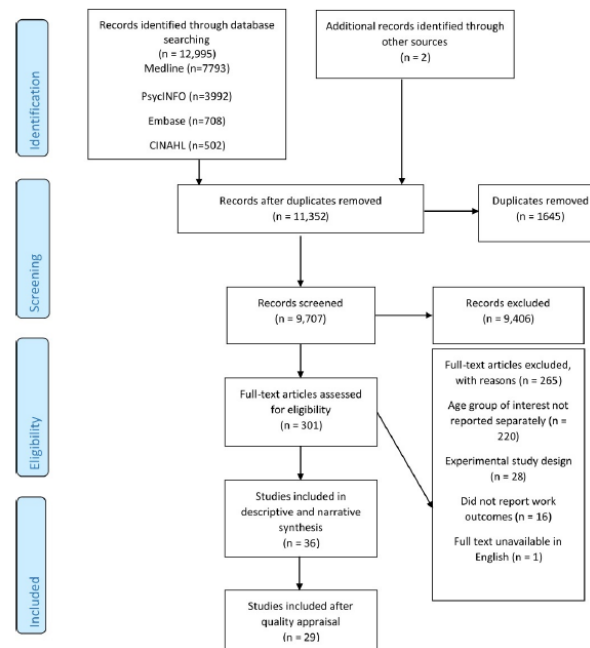 Identification
Records identified through database
searching
(n = 12,995)
Medline (n=7793)
PsycINFO (n=3992)
Embase (n=708)
CINAHL (n=502)
Additional records identified through
other sources
(n = 2)
Screening
Records after duplicates removed
(n = 11,352)
Duplicates removed
(n = 1645)
Records screened
(n = 9,707)
Records excluded
(n = 9,406)
Eligibility
Full-text articles assessed
for eligibility
(n = 301)
Full-text articles excluded,
with reasons (n = 265)
Age group of interest not
reported separately (n =
220)
Experimental study design
(n = 28)
Did not report work
outcomes (n = 16)
Full text unavailable in
English (n = 1)
Included
Studies included in
descriptive and narrative
synthesis
(n = 36)
Studies included after
quality appraisal
(n = 29)